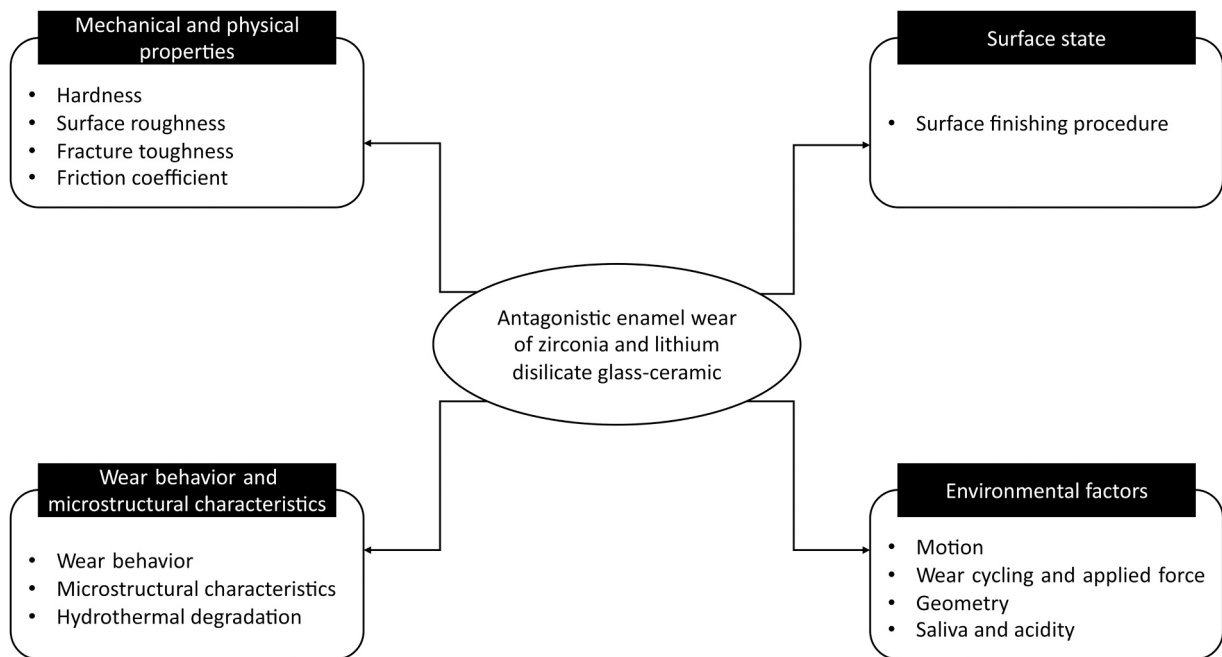 Mechanical and physical
properties
• Hardness
• Surface roughness
• Fracture toughness
• Friction coefficient
Surface state
• Surface finishing procedure
Antagonistic enamel wear
of zirconia and lithium
disilicate glass-ceramic
Wear behavior and
microstructural characteristics
• Wear behavior
• Microstructural characteristics
• Hydrothermal degradation
Environmental factors
• Motion
• Wear cycling and applied force
• Geometry
• Saliva and acidity